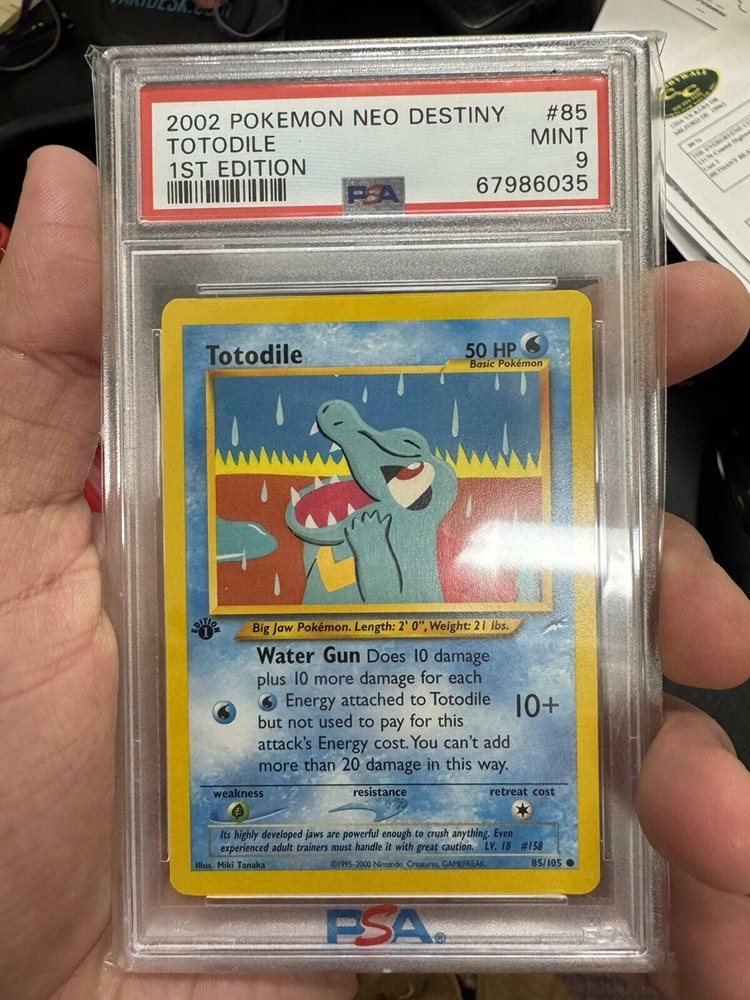 2002 POKEMON NEO DESTINY #85
TOTODILE MINT
1ST EDITION 9
PSA 67986035
Totodile 50 HP
Basic Pokémon
EDITION
1
Big Jaw Pokémon. Length: 2' 0", Weight: 21 lbs.
Water Gun Does 10 damage
plus 10 more damage for each
Energy attached to Totodile
but not used to pay for this
attack's Energy cost. You can't add
more than 20 damage in this way.
10+
weakness resistance retreat cost
Its highly developed jaws are powerful enough to crush anything. Even
experienced adult trainers must handle it with great caution. LV. 18 #158
Illus. Miki Tanaka ©1995-2000 Nintendo, Creatures, GAMEFREAK. 85/105
PSA